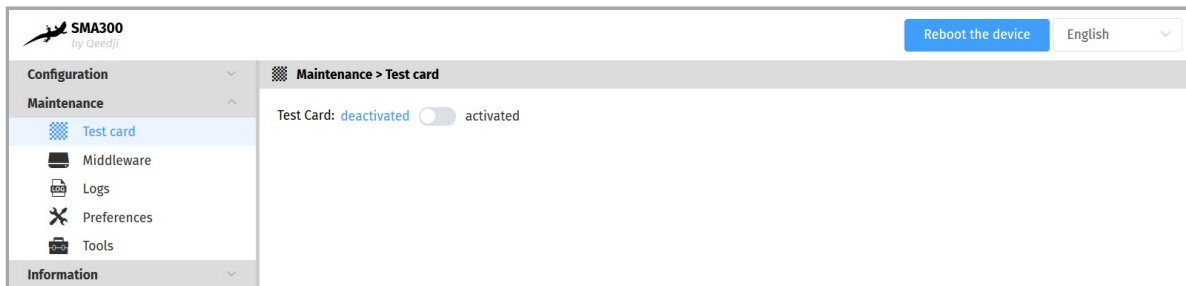 SMA300
by Qeedji
Reboot the device
English
Configuration
Maintenance
Test card
Middleware
LOG
Logs
Preferences
Tools
Information
Maintenance > Test card
Test Card: deactivated activated